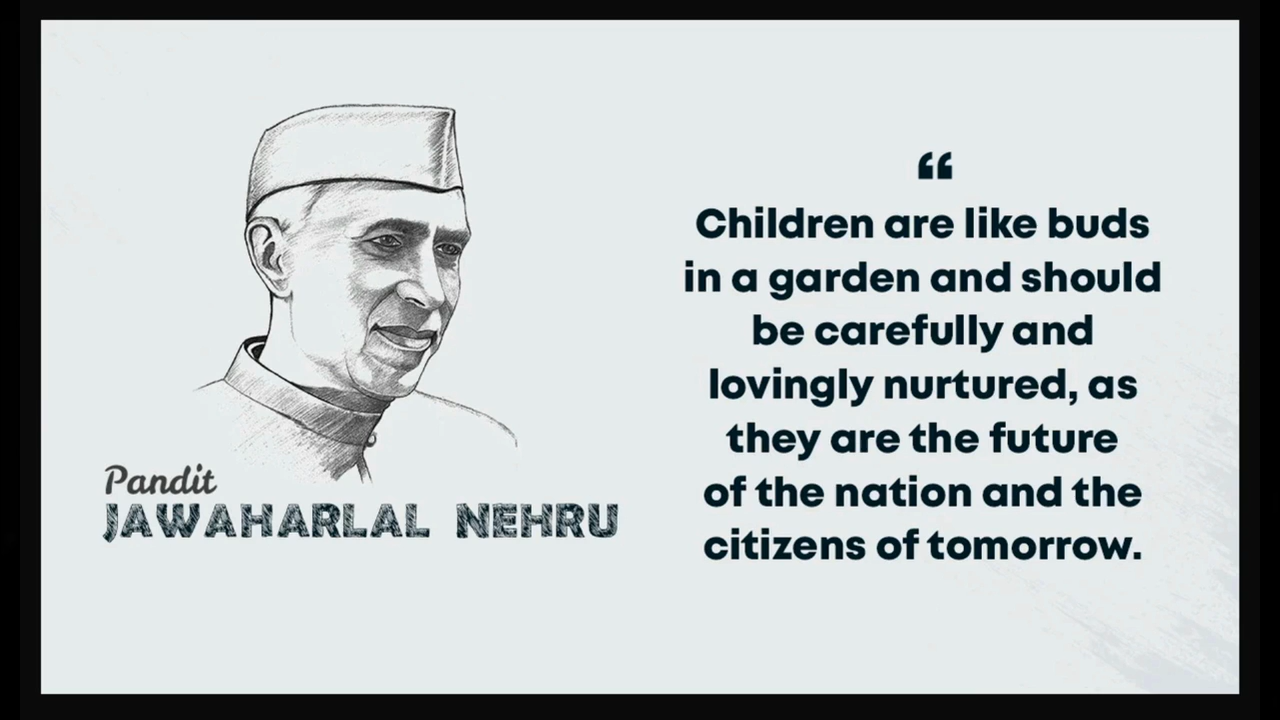 Pandit
JAWAHARLAL NEHRU
“
Children are like buds
in a garden and should
be carefully and
lovingly nurtured, as
they are the future
of the nation and the
citizens of tomorrow.